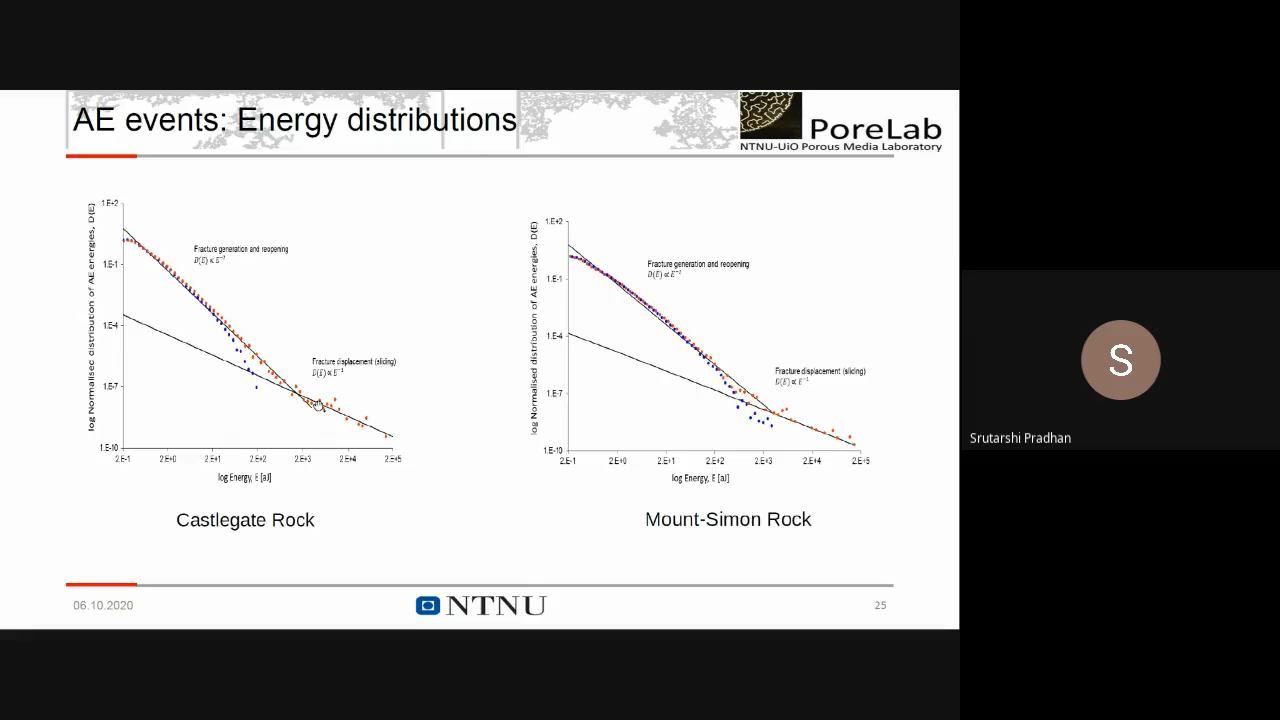 AE events: Energy distributions
PoreLab
NTNU-UiO Porous Media Laboratory
log Normalised distribution of AE energies, D(E)
1.E+2
1.E-1
1.E-4
1.E-7
1.E-10
Fracture generation and reopening
D(E) ∝ E⁻²
Fracture displacement (sliding)
D(E) ∝ E⁻¹
2.E-1 2.E+0 2.E+1 2.E+2 2.E+3 2.E+4 2.E+5
log Energy, E [aJ]
Castlegate Rock
log Normalised distribution of AE energies, D(E)
1.E+2
1.E-1
1.E-4
1.E-7
1.E-10
Fracture generation and reopening
D(E) ∝ E⁻²
Fracture displacement (sliding)
D(E) ∝ E⁻¹
2.E-1 2.E+0 2.E+1 2.E+2 2.E+3 2.E+4 2.E+5
log Energy, E [aJ]
Mount-Simon Rock
06.10.2020
NTNU
25
S
Srutarshi Pradhan